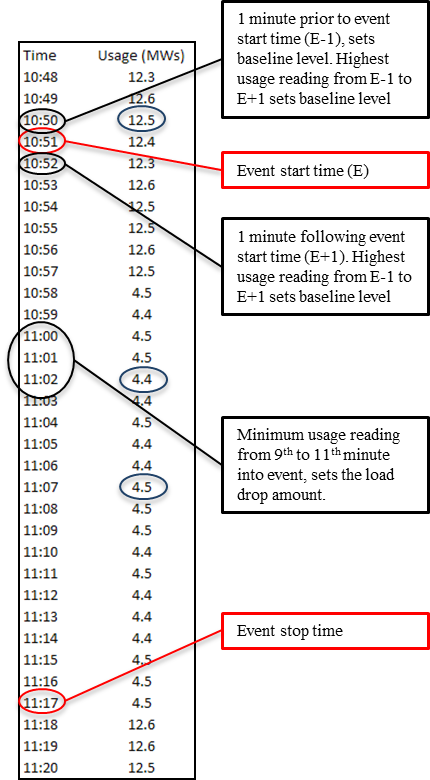 Time Usage (MWs)
10:48 12.3
10:49 12.6
10:50 12.5
10:51 12.4
10:52 12.3
10:53 12.6
10:54 12.5
10:55 12.5
10:56 12.6
10:57 12.5
10:58 4.5
10:59 4.4
11:00 4.5
11:01 4.5
11:02 4.4
11:03 4.4
11:04 4.5
11:05 4.4
11:06 4.4
11:07 4.5
11:08 4.5
11:09 4.5
11:10 4.4
11:11 4.5
11:12 4.4
11:13 4.4
11:14 4.4
11:15 4.5
11:16 4.5
11:17 4.5
11:18 12.6
11:19 12.6
11:20 12.5
1 minute prior to event
start time (E-1), sets
baseline level. Highest
usage reading from E-1 to
E+1 sets baseline level
Event start time (E)
1 minute following event
start time (E+1). Highest
usage reading from E-1 to
E+1 sets baseline level
Minimum usage reading
from 9th to 11th minute
into event, sets the load
drop amount.
Event stop time